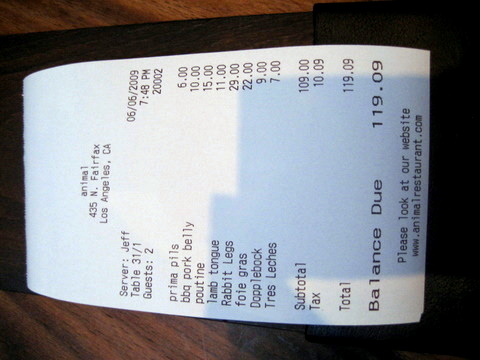 animal
435 N. Fairfax
Los Angeles, CA
Server: Jeff 06/06/2009
Table 31/1 7:48 PM
Guests: 2 20002
prima pils 6.00
bbq pork belly 10.00
poutine 15.00
lamb tongue 11.00
Rabbit Legs 29.00
foie gras 22.00
Dopplebock 9.00
Tres Leches 7.00
Subtotal 109.00
Tax 10.09
Total 119.09
Balance Due 119.09
Please look at our website
www.animalrestaurant.com